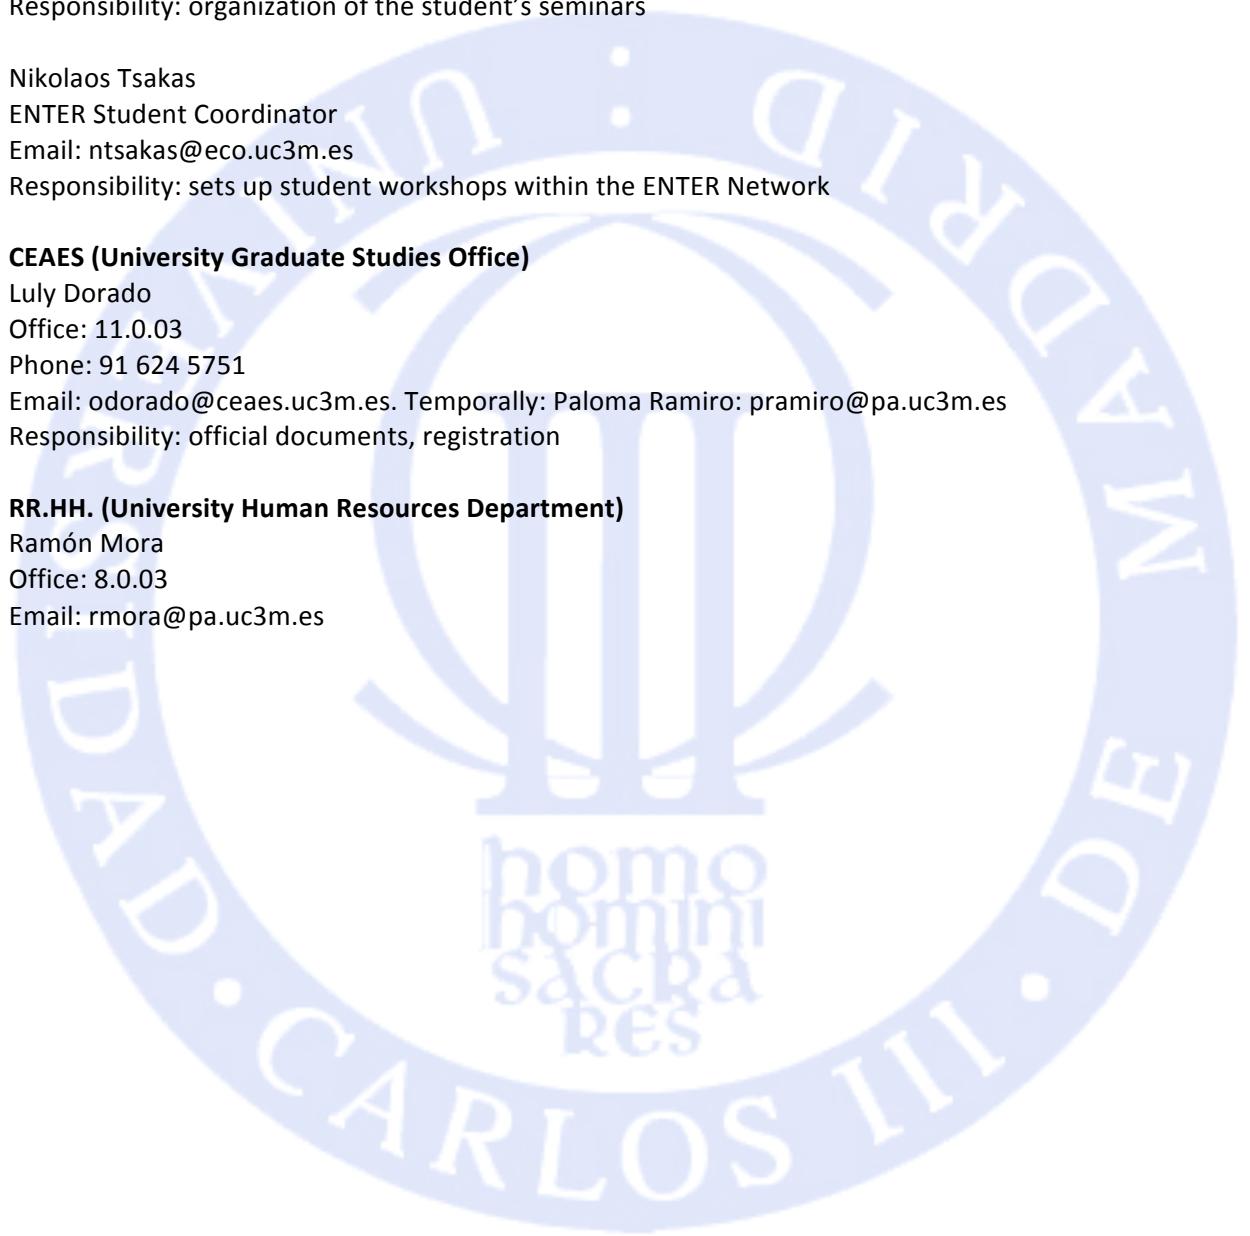 Responsibility: organization of the student’s seminars
Nikolaos Tsakas
ENTER Student Coordinator
Email: ntsakas@eco.uc3m.es
Responsibility: sets up student workshops within the ENTER Network
CEAES (University Graduate Studies Office)
Luly Dorado
Office: 11.0.03
Phone: 91 624 5751
Email: odorado@ceaes.uc3m.es. Temporally: Paloma Ramiro: pramiro@pa.uc3m.es
Responsibility: official documents, registration
RR.HH. (University Human Resources Department)
Ramón Mora
Office: 8.0.03
Email: rmora@pa.uc3m.es
UNIVERSIDAD · CARLOS III · DE MADRID :
homo
homini
SACRA
RES